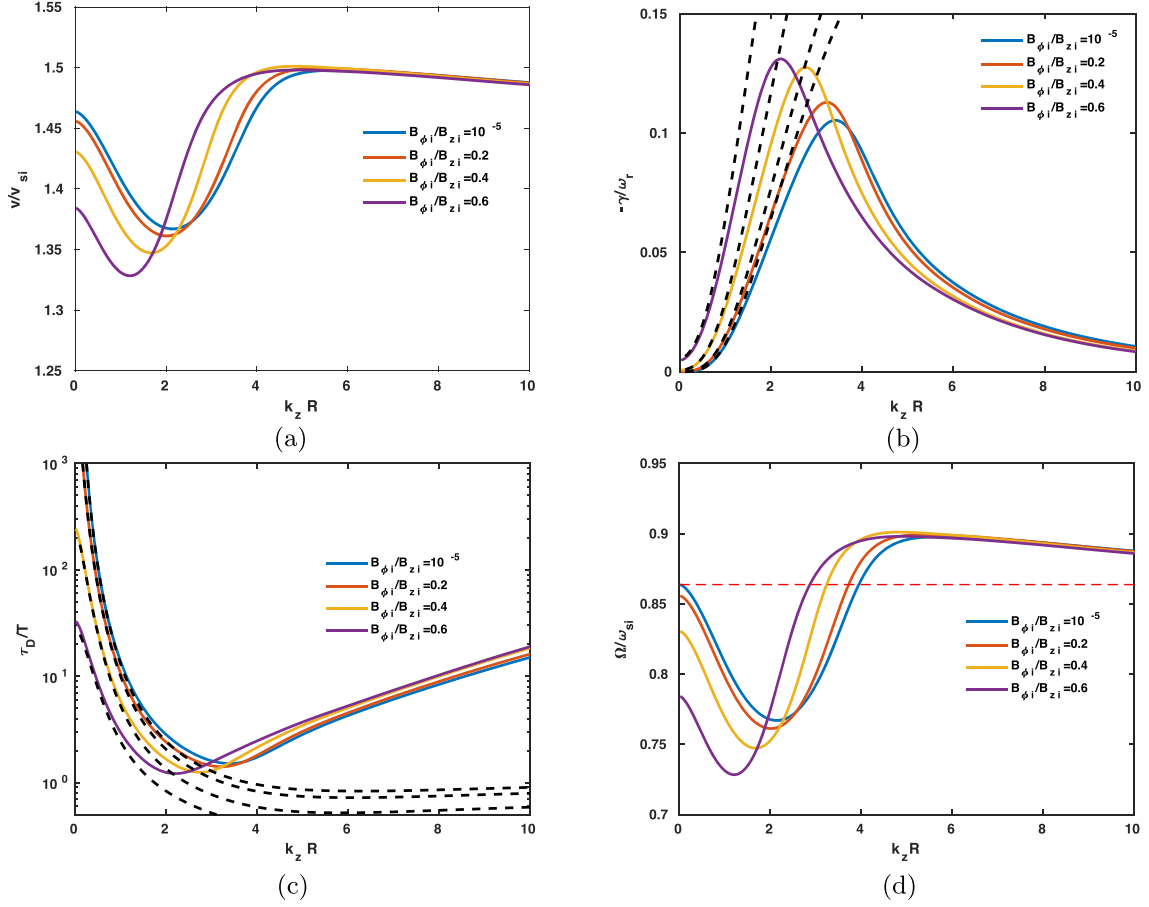 1.55
1.5
1.45
1.4
1.35
1.3
1.25
v/v si
B ϕ i /B z i =10 -5
B ϕ i /B z i =0.2
B ϕ i /B z i =0.4
B ϕ i /B z i =0.6
0 2 4 6 8 10
k z R
(a)
0.15
0.1
0.05
0
-γ/ω r
B ϕ i /B z i =10 -5
B ϕ i /B z i =0.2
B ϕ i /B z i =0.4
B ϕ i /B z i =0.6
0 2 4 6 8 10
k z R
(b)
10 3
10 2
10 1
10 0
τ D /T
B ϕ i /B z i =10 -5
B ϕ i /B z i =0.2
B ϕ i /B z i =0.4
B ϕ i /B z i =0.6
0 2 4 6 8 10
k z R
(c)
0.95
0.9
0.85
0.8
0.75
0.7
Ω/ω si
B ϕ i /B z i =10 -5
B ϕ i /B z i =0.2
B ϕ i /B z i =0.4
B ϕ i /B z i =0.6
0 2 4 6 8 10
k z R
(d)